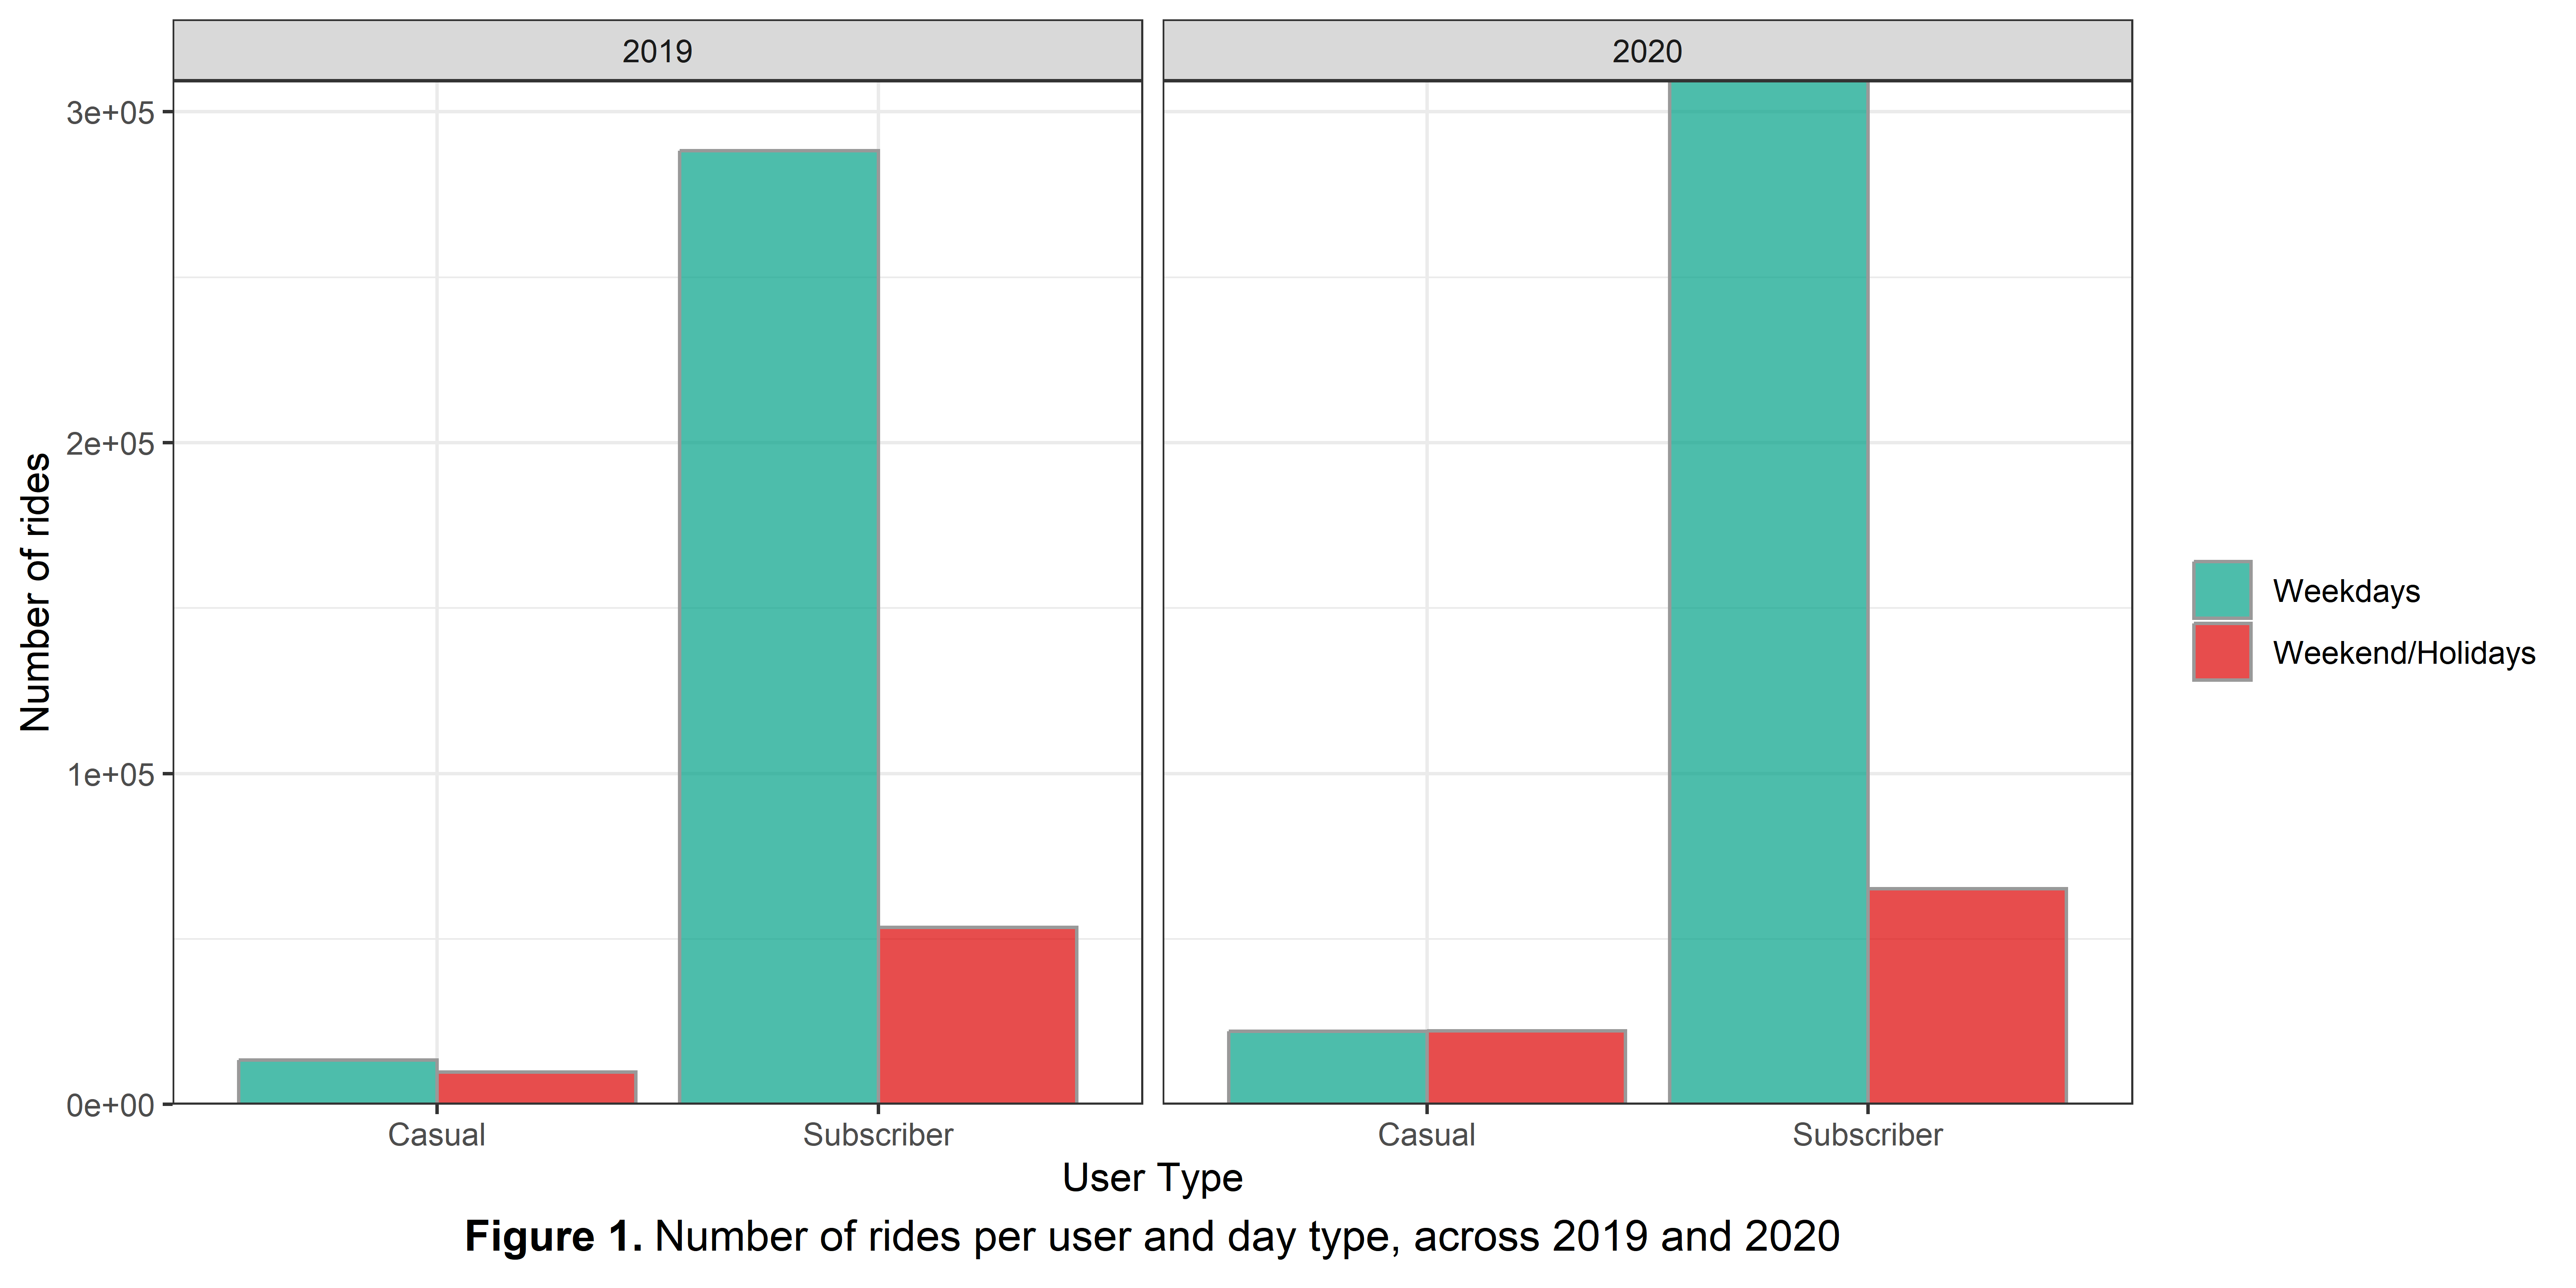 2019
2020
3e+05
2e+05
1e+05
0e+00
Number of rides
Casual
Subscriber
Casual
Subscriber
User Type
Weekdays
Weekend/Holidays
Figure 1. Number of rides per user and day type, across 2019 and 2020